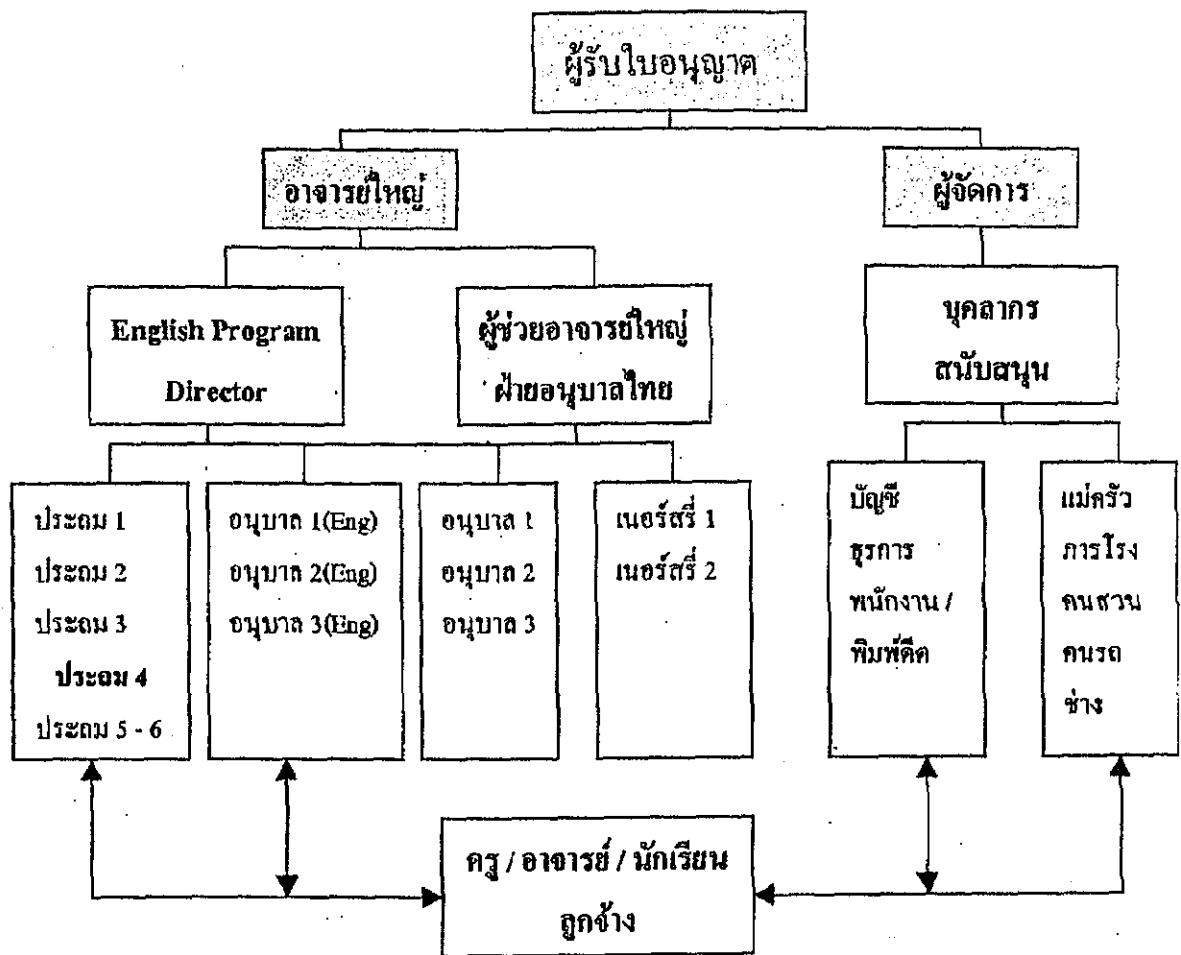 ผู้รับใบอนุญาต
อาจารย์ใหญ่
ผู้จัดการ
English Program
Director
ผู้ช่วยอาจารย์ใหญ่
ฝ่ายอนุบาลไทย
บุคลากร
สนับสนุน
ประถม 1
ประถม 2
ประถม 3
ประถม 4
ประถม 5 - 6
อนุบาล 1(Eng)
อนุบาล 2(Eng)
อนุบาล 3(Eng)
อนุบาล 1
อนุบาล 2
อนุบาล 3
เนอร์สรี่ 1
เนอร์สรี่ 2
บัญชี
ธุรการ
พนักงาน /
พิมพ์ดีด
แม่ครัว
ภารโรง
คนสวน
คนรถ
ช่าง
ครู / อาจารย์ / นักเรียน
ลูกจ้าง